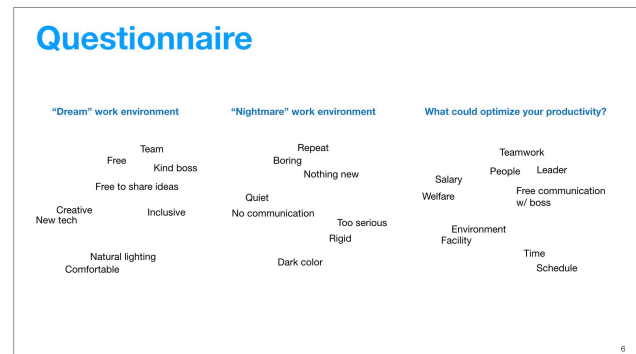 Questionnaire
“Dream” work environment
Team
Free
Kind boss
Free to share ideas
Creative
Inclusive
New tech
Natural lighting
Comfortable
“Nightmare” work environment
Repeat
Boring
Nothing new
Quiet
No communication
Too serious
Rigid
Dark color
What could optimize your productivity?
Teamwork
People
Leader
Salary
Welfare
Free communication
w/ boss
Environment
Facility
Time
Schedule
6